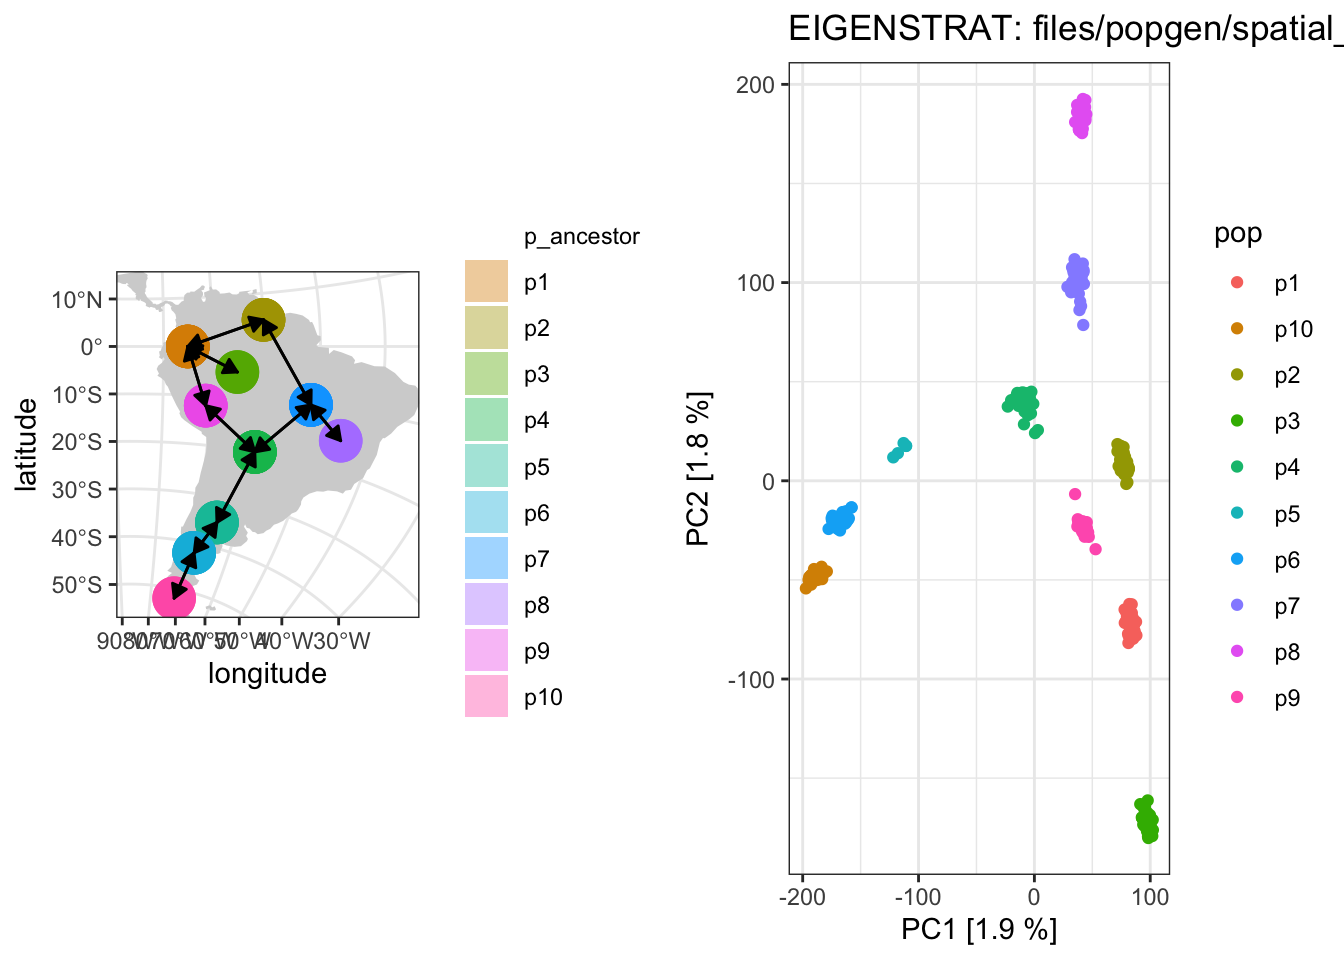 EIGENSTRAT: files/popgen/spatial_
10°N
0°
10°S
20°S
30°S
40°S
50°S
40°W
30°W
longitude
latitude
p_ancestor
p1
p2
p3
p4
p5
p6
p7
p8
p9
p10
200
100
0
-100
-200
-100
0
100
PC1 [1.9 %]
PC2 [1.8 %]
pop
p1
p10
p2
p3
p4
p5
p6
p7
p8
p9